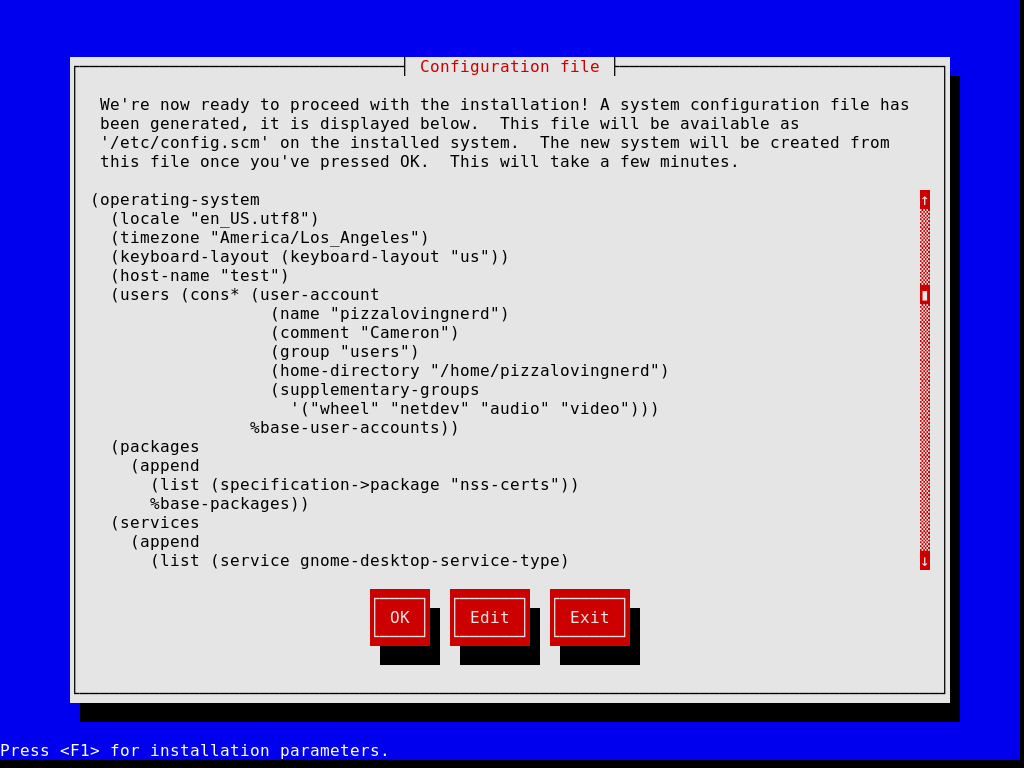 Configuration file
We're now ready to proceed with the installation! A system configuration file has
been generated, it is displayed below.  This file will be available as
'/etc/config.scm' on the installed system.  The new system will be created from
this file once you've pressed OK.  This will take a few minutes.
(operating-system
  (locale "en_US.utf8")
  (timezone "America/Los_Angeles")
  (keyboard-layout (keyboard-layout "us"))
  (host-name "test")
  (users (cons* (user-account
                  (name "pizzalovingnerd")
                  (comment "Cameron")
                  (group "users")
                  (home-directory "/home/pizzalovingnerd")
                  (supplementary-groups
                    '("wheel" "netdev" "audio" "video")))
                %base-user-accounts))
  (packages
    (append
      (list (specification->package "nss-certs"))
      %base-packages))
  (services
    (append
      (list (service gnome-desktop-service-type)
OK Edit Exit
Press <F1> for installation parameters.